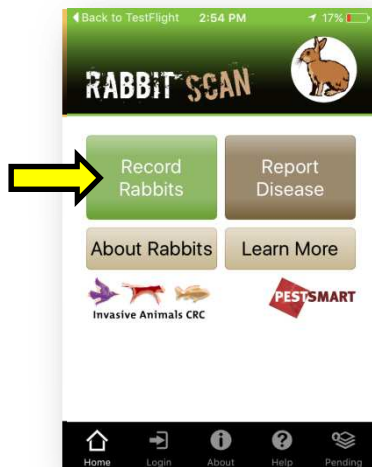 Back to TestFlight 2:54 PM 17%
RABBIT SCAN
Record
Rabbits
Report
Disease
About Rabbits
Learn More
Invasive Animals CRC
PESTSMART
Home Login About Help Pending